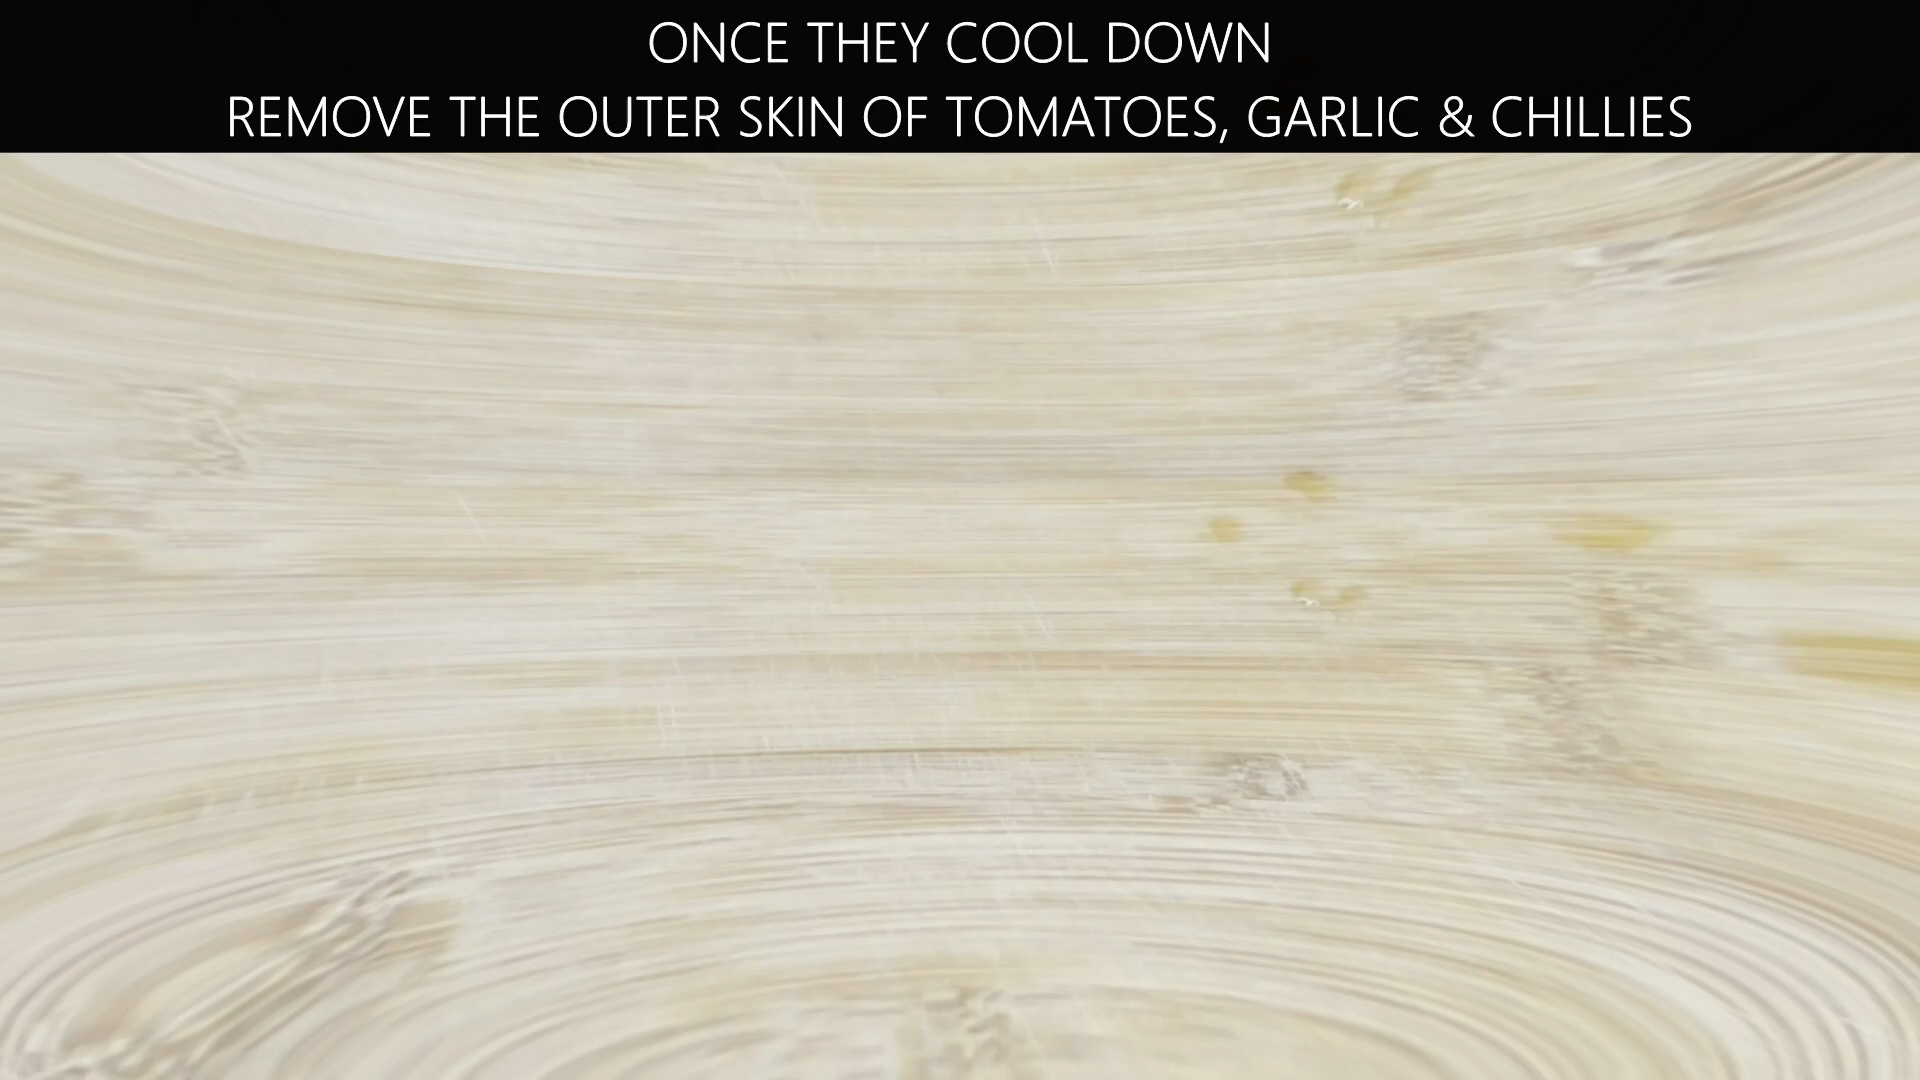 ONCE THEY COOL DOWN
REMOVE THE OUTER SKIN OF TOMATOES, GARLIC & CHILLIES